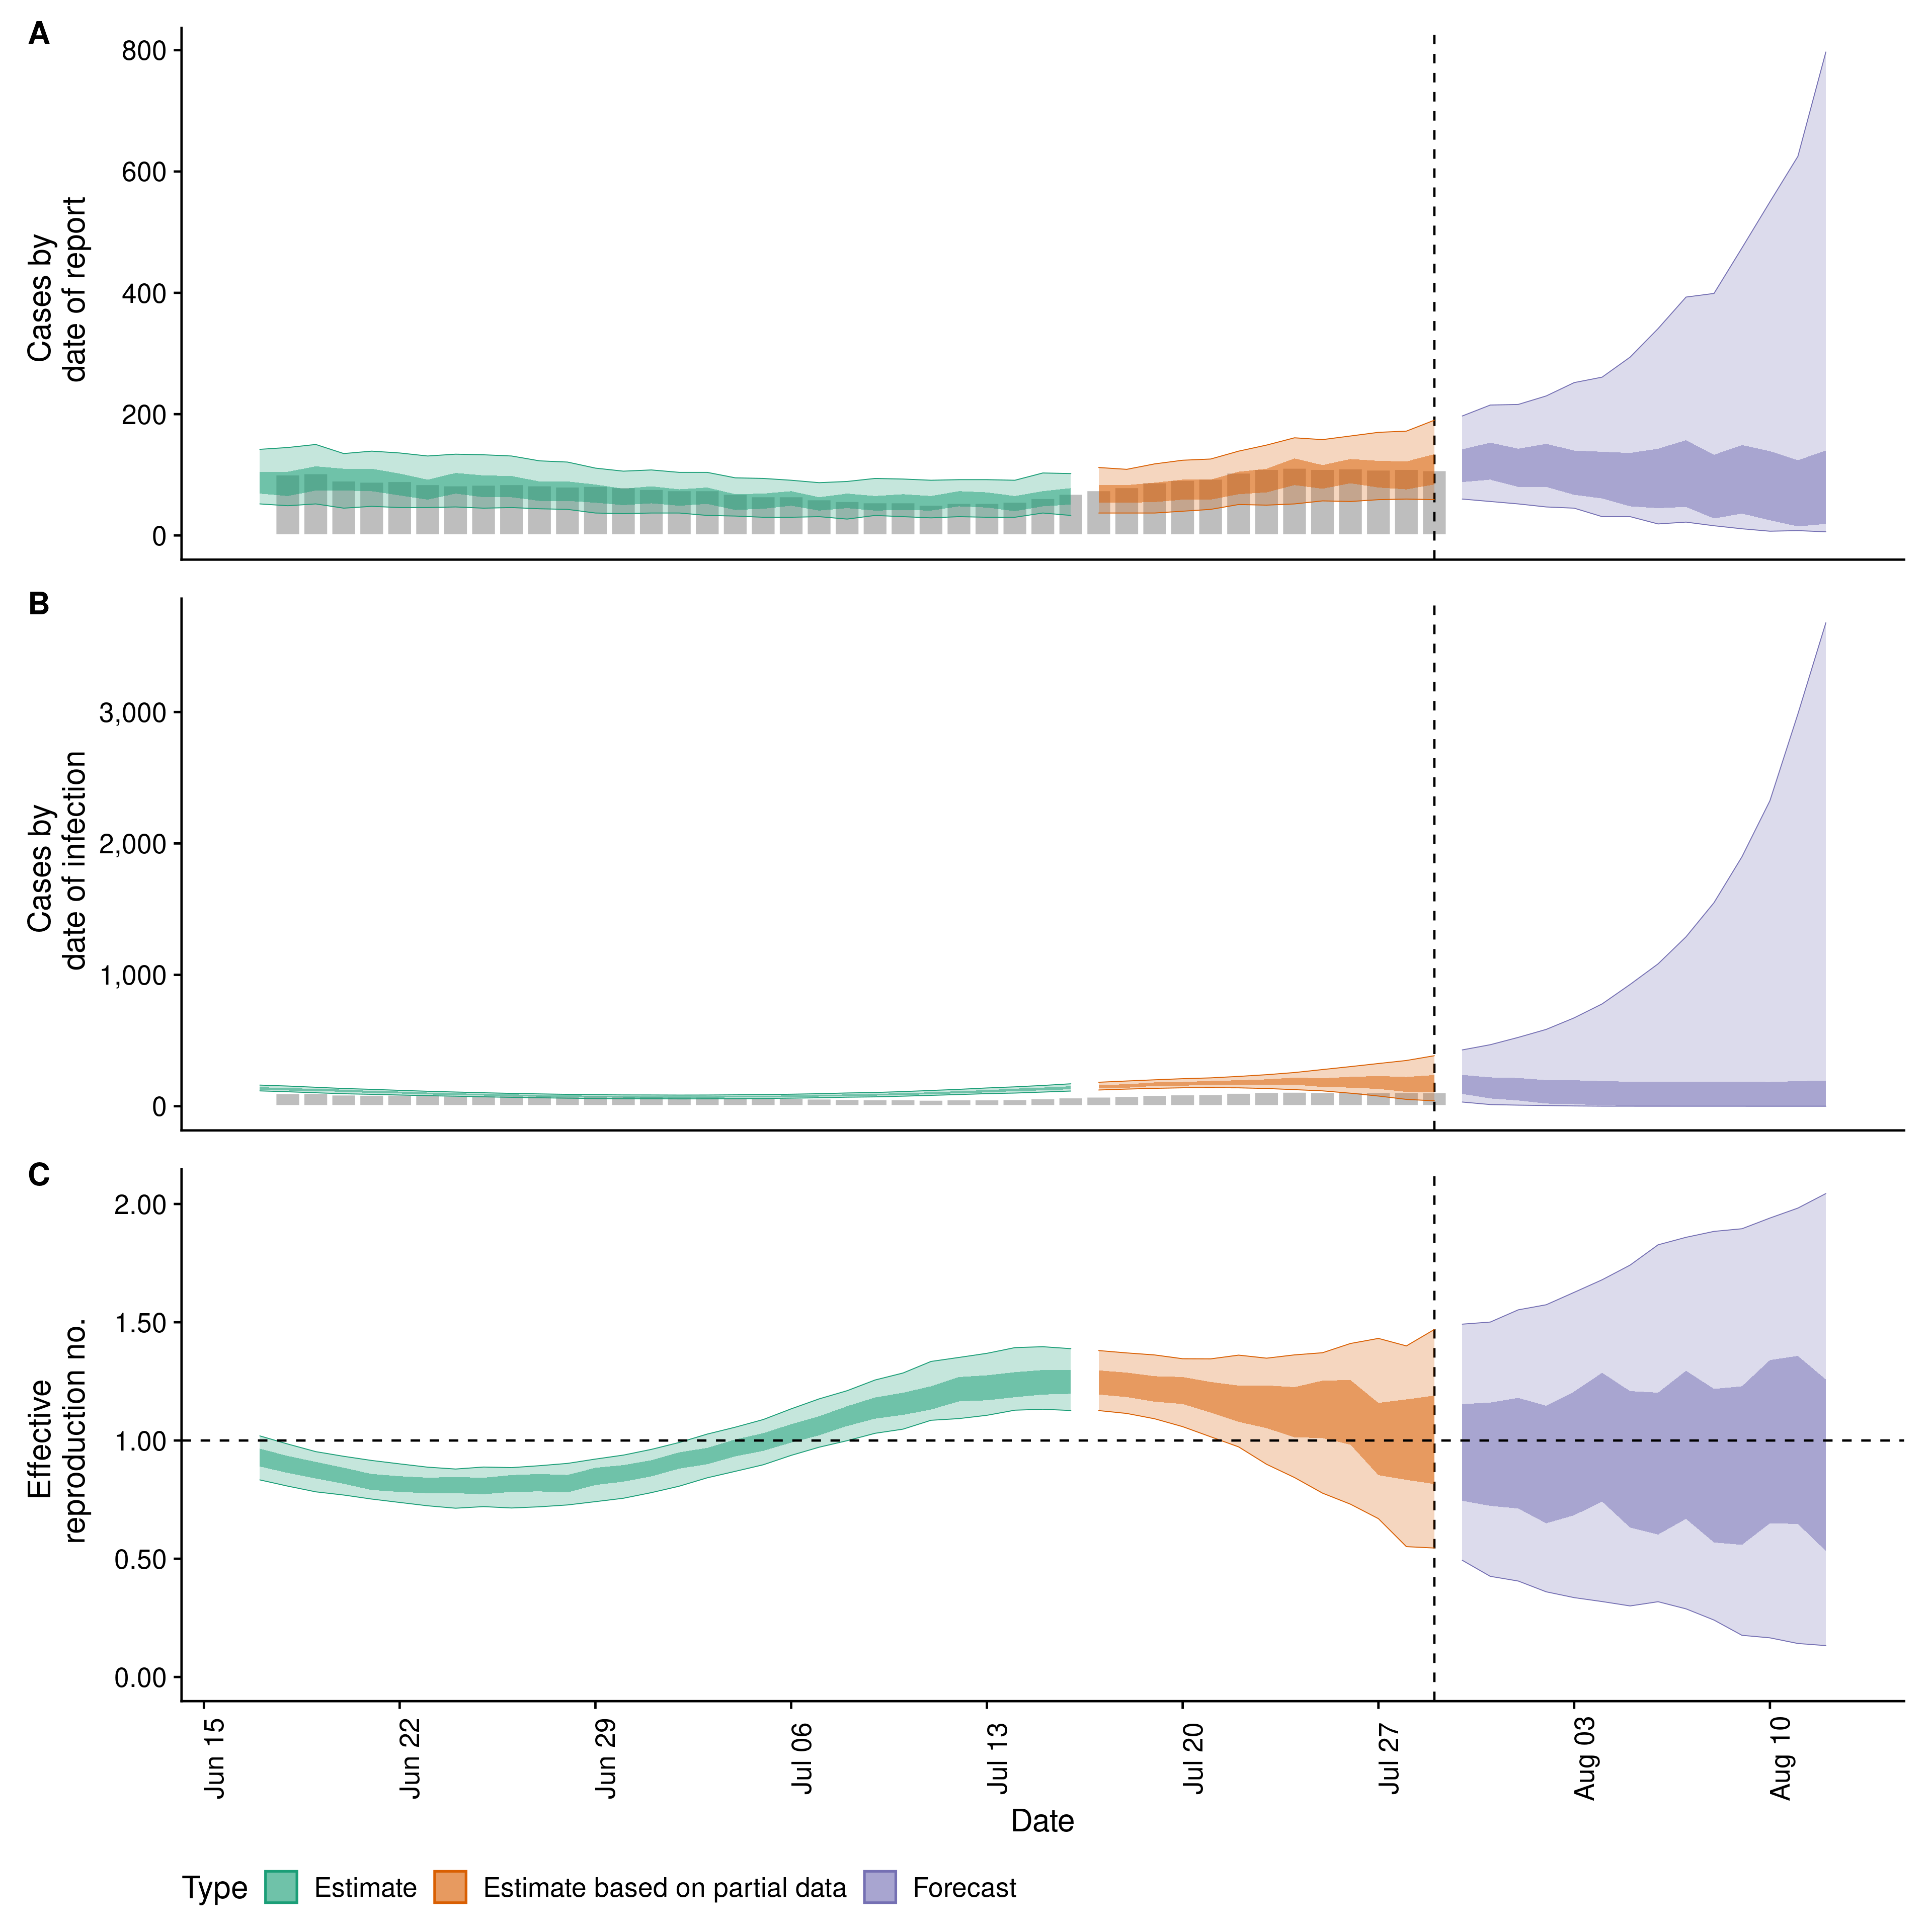 A
800
600
400
200
0
Cases by
date of report
B
3,000
2,000
1,000
0
Cases by
date of infection
C
2.00
1.50
1.00
0.50
0.00
Effective
reproduction no.
Jun 15
Jun 22
Jun 29
Jul 06
Jul 13
Jul 20
Jul 27
Aug 03
Aug 10
Date
Type
Estimate
Estimate based on partial data
Forecast